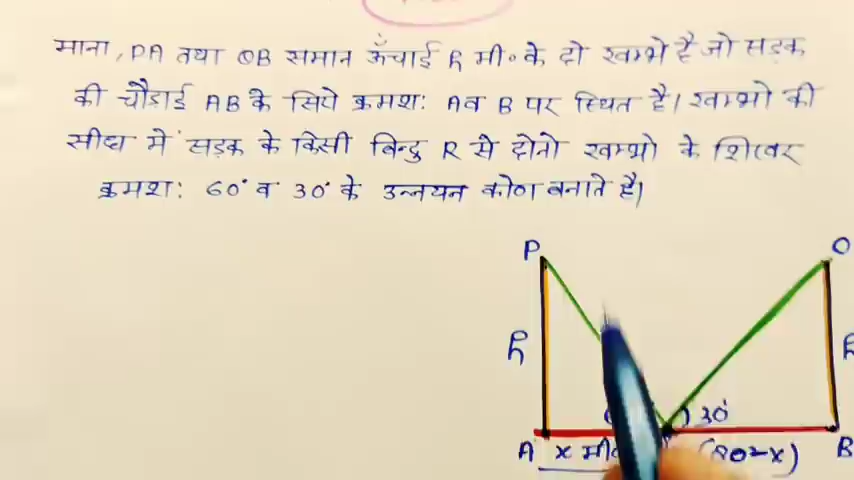 माना, PA तथा QB समान ऊँचाई h मी॰ के दो खम्भे है जो सड़क
की चौड़ाई AB के सिरे क्रमश: A व B पर स्थित है। खम्भो की
सीध मे सड़क के किसी बिन्दु R से दोनो खम्भो के शिखर
क्रमश: 60° व 30° के उन्नयन कोण बनाते है।
P
Q
h
h
30°
A
x मी॰
(80-x)
B